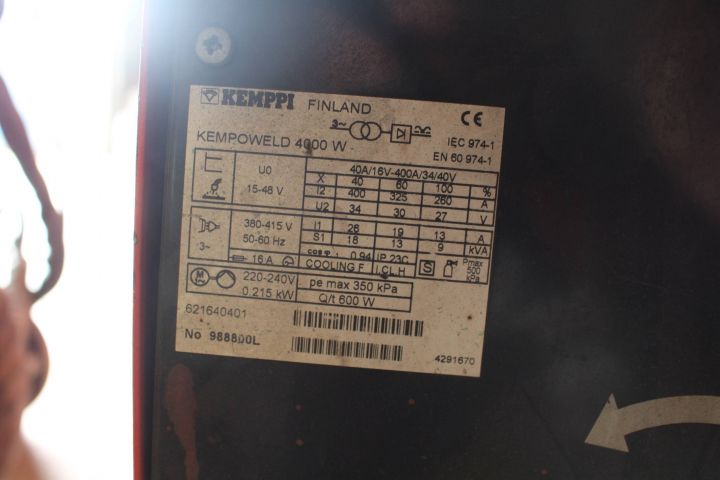 KEMPPI FINLAND
CE
3~
KEMPOWELD 4000 W
IEC 974-1
EN 60 974-1
40A/16V-400A/34/40V
U0
15-48 V
X 40 60 100 %
I2 400 325 260 A
U2 34 30 27 V
380-415 V
50-60 Hz
3~
I1 26 19 13 A
S1 18 13 9 kVA
16 A
cos φ : 0.94 IP 23C
COOLING F I.CL.H
S
Pmax
500
kPa
M
220-240V
0.215 kW
pe max 350 kPa
Q/t 600 W
621640401
No 988800L
4291670